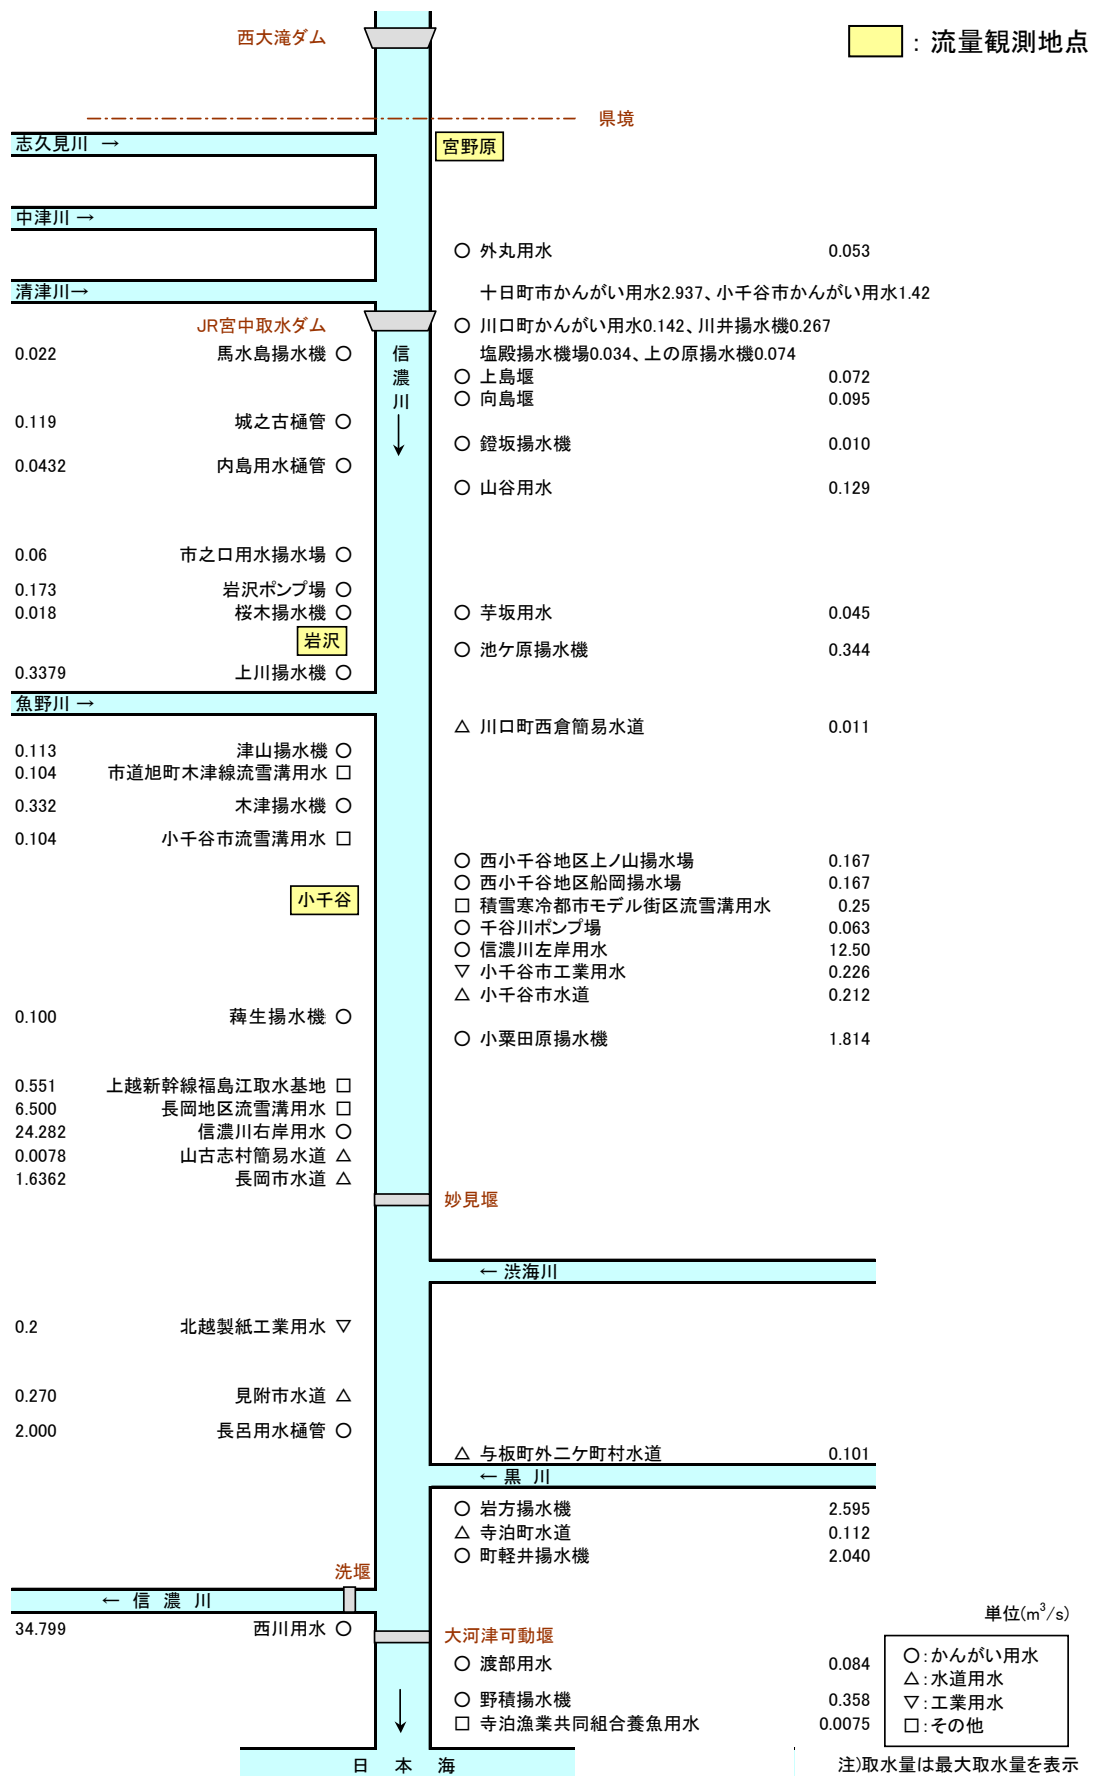 西大滝ダム
：流量観測地点
県境
志久見川 →
宮野原
中津川 →
○ 外丸用水 0.053
清津川→
十日町市かんがい用水2.937、小千谷市かんがい用水1.42
JR宮中取水ダム
○ 川口町かんがい用水0.142、川井揚水機0.267
0.022 馬水島揚水機 ○
塩殿揚水機場0.034、上の原揚水機0.074
信濃川
↓
○ 上島堰 0.072
○ 向島堰 0.095
0.119 城之古樋管 ○
○ 鐙坂揚水機 0.010
0.0432 内島用水樋管 ○
○ 山谷用水 0.129
0.06 市之口用水揚水場 ○
0.173 岩沢ポンプ場 ○
0.018 桜木揚水機 ○
○ 芋坂用水 0.045
岩沢
○ 池ケ原揚水機 0.344
0.3379 上川揚水機 ○
魚野川 →
△ 川口町西倉簡易水道 0.011
0.113 津山揚水機 ○
0.104 市道旭町木津線流雪溝用水 □
0.332 木津揚水機 ○
0.104 小千谷市流雪溝用水 □
○ 西小千谷地区上ノ山揚水場 0.167
○ 西小千谷地区船岡揚水場 0.167
小千谷
□ 積雪寒冷都市モデル街区流雪溝用水 0.25
○ 千谷川ポンプ場 0.063
○ 信濃川左岸用水 12.50
▽ 小千谷市工業用水 0.226
△ 小千谷市水道 0.212
0.100 薭生揚水機 ○
○ 小粟田原揚水機 1.814
0.551 上越新幹線福島江取水基地 □
6.500 長岡地区流雪溝用水 □
24.282 信濃川右岸用水 ○
0.0078 山古志村簡易水道 △
1.6362 長岡市水道 △
妙見堰
← 渋海川
0.2 北越製紙工業用水 ▽
0.270 見附市水道 △
2.000 長呂用水樋管 ○
△ 与板町外二ケ町村水道 0.101
← 黒 川
○ 岩方揚水機 2.595
△ 寺泊町水道 0.112
○ 町軽井揚水機 2.040
洗堰
← 信 濃 川
34.799 西川用水 ○
大河津可動堰
単位(m³/s)
○ 渡部用水 0.084
○ 野積揚水機 0.358
□ 寺泊漁業共同組合養魚用水 0.0075
○：かんがい用水
△：水道用水
▽：工業用水
□：その他
↓
日 本 海
注)取水量は最大取水量を表示